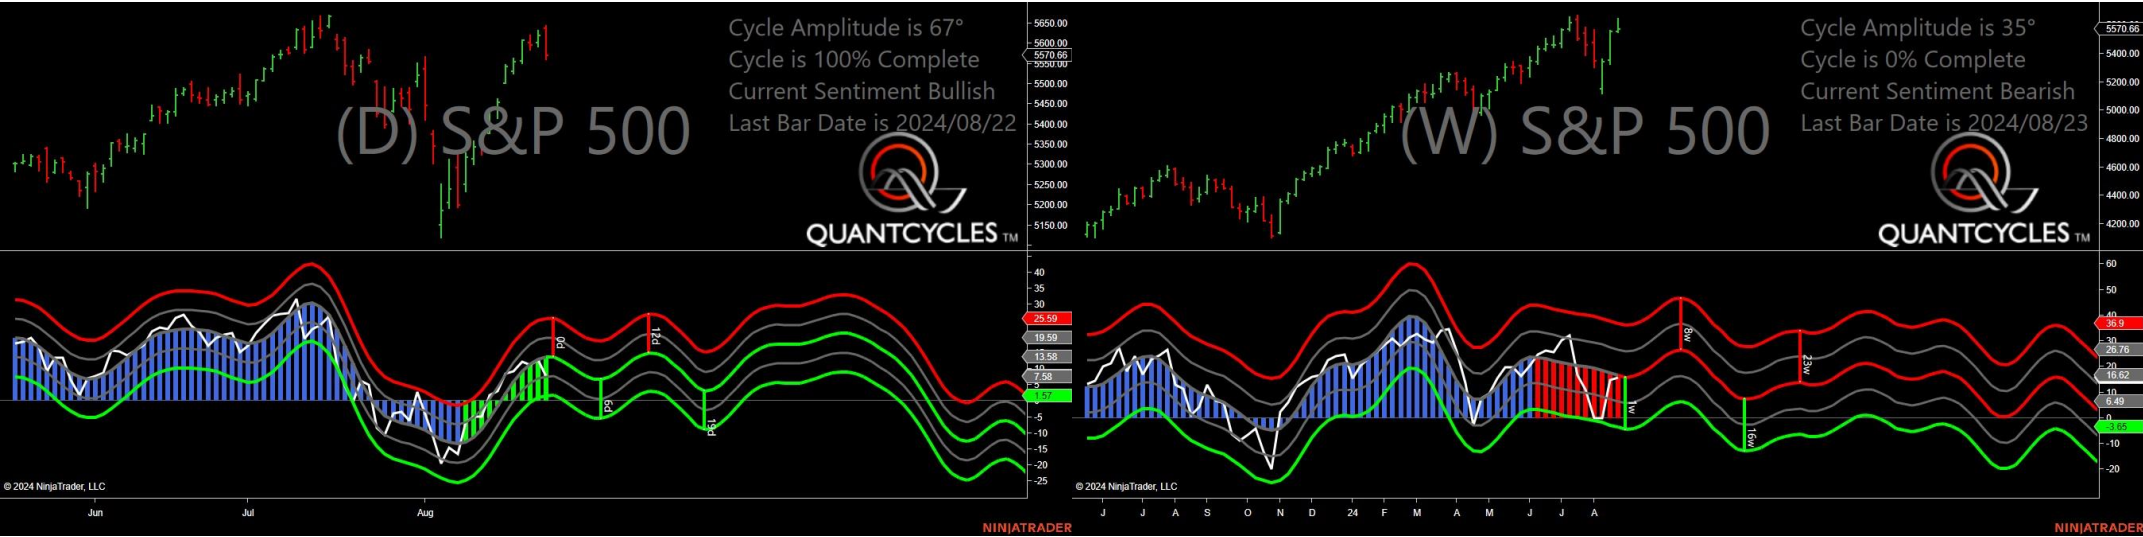 Cycle Amplitude is 67°
Cycle is 100% Complete
Current Sentiment Bullish
Last Bar Date is 2024/08/22
(D) S&P 500
QUANTCYCLES TM
5650.00
5600.00
5570.66
5550.00
5500.00
5450.00
5400.00
5350.00
5300.00
5250.00
5200.00
5150.00
40
35
30
25.59
19.59
13.58
7.58
1.57
-5
-10
-15
-20
-25
0d
6d
12d
19d
© 2024 NinjaTrader, LLC
Jun
Jul
Aug
NINJATRADER
Cycle Amplitude is 35°
Cycle is 0% Complete
Current Sentiment Bearish
Last Bar Date is 2024/08/23
(W) S&P 500
QUANTCYCLES TM
5570.66
5400.00
5200.00
5000.00
4800.00
4600.00
4400.00
4200.00
60
50
40
36.9
30
26.76
20
16.62
10
6.49
0
-3.65
-10
-20
1w
8w
16w
23w
© 2024 NinjaTrader, LLC
J J A S O N D 24 F M A M J J A
NINJATRADER